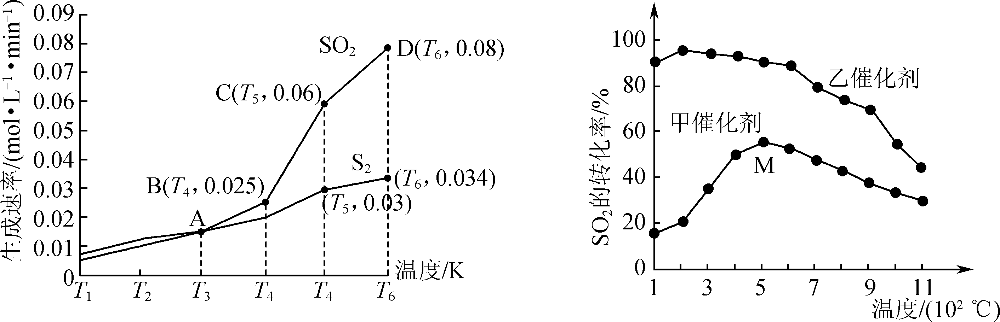 生成速率/(mol·L⁻¹·min⁻¹)
0.09
0.08
0.07
0.06
0.05
0.04
0.03
0.02
0.01
0
SO₂
D(T₆，0.08)
C(T₅，0.06)
S₂
(T₆，0.034)
B(T₄，0.025)
(T₅，0.03)
A
温度/K
T₁ T₂ T₃ T₄ T₄ T₆
SO₂的转化率/%
100
80
60
40
20
0
乙催化剂
甲催化剂
M
1 3 5 7 9 11
温度/(10² ℃)